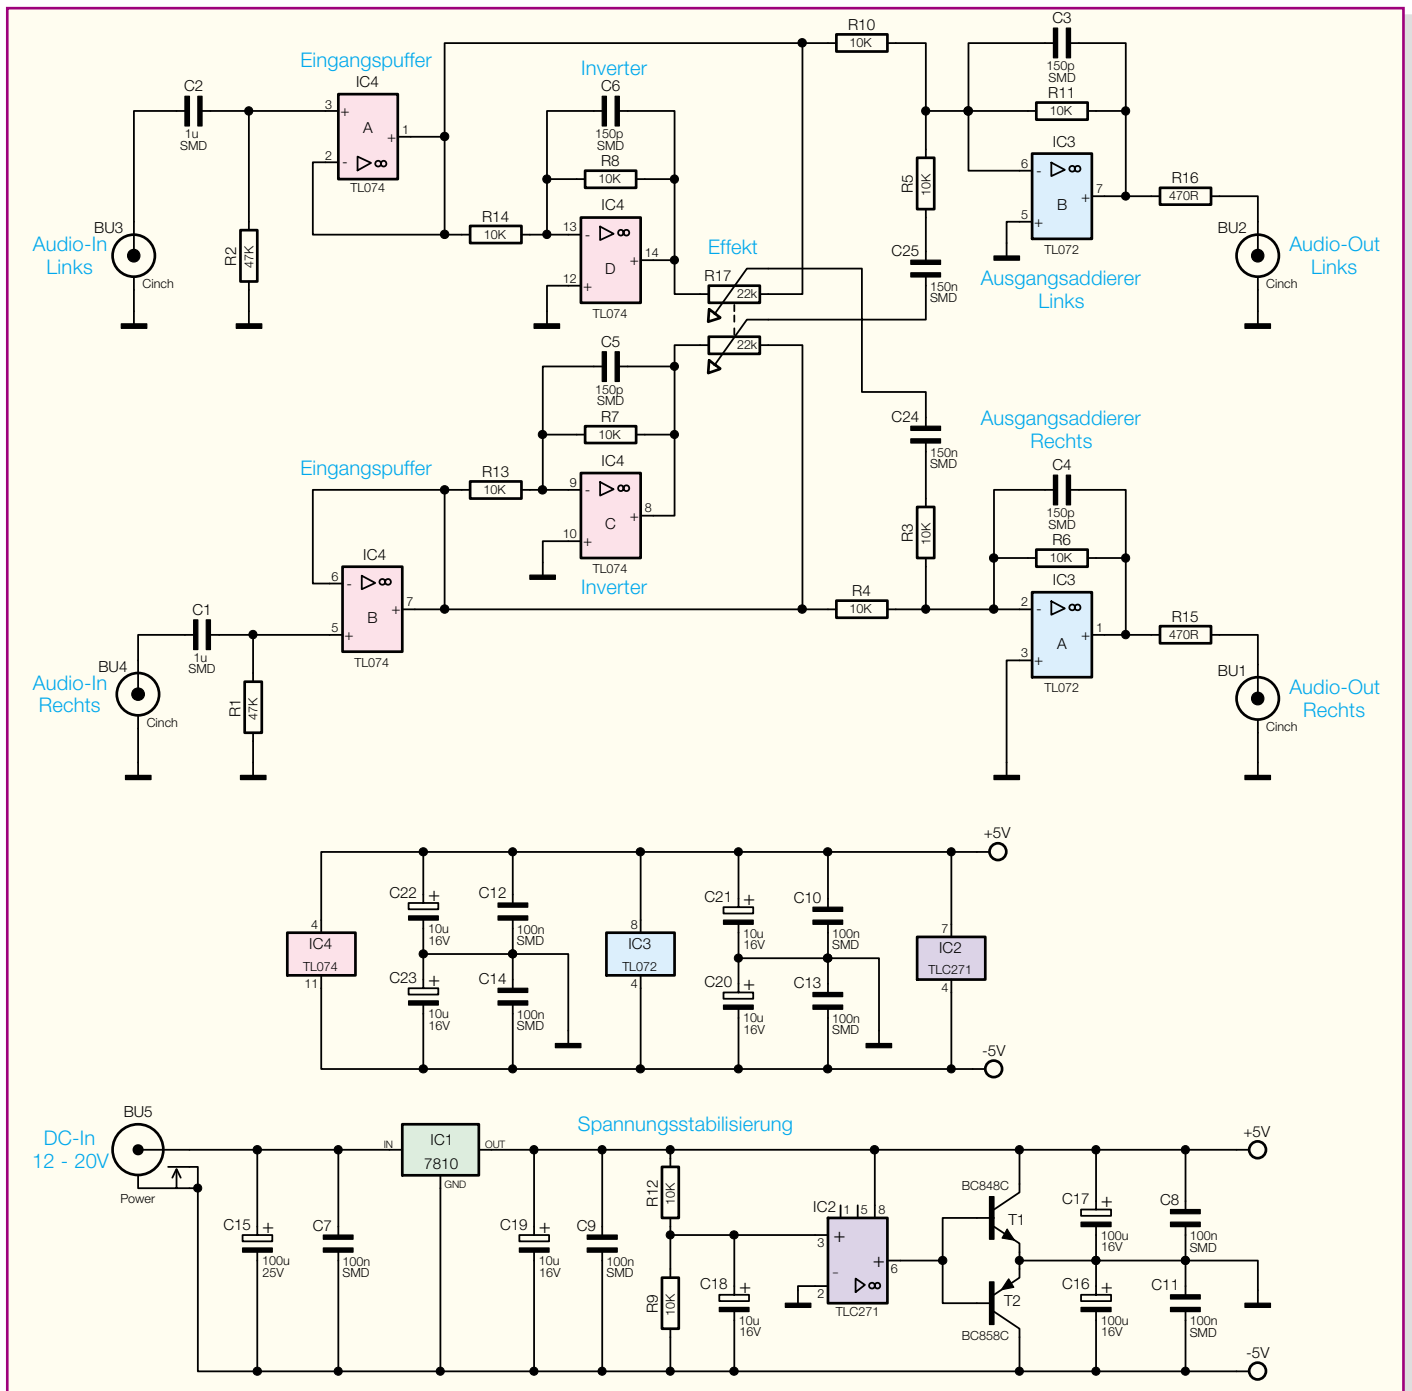 Eingangspuffer
IC4
3
+
A
1
+
2
-
▷∞
TL074
C2
1u
SMD
BU3
Audio-In
Links
Cinch
R2
47K
Inverter
C6
150p
SMD
R8
10K
R14
10K
IC4
13
-
▷∞
14
+
D
12
+
TL074
Effekt
R17
22k
22k
R10
10K
C3
150p
SMD
R11
10K
R5
10K
IC3
6
-
▷∞
7
+
B
5
+
TL072
R16
470R
BU2
Audio-Out
Links
Cinch
C25
150n
SMD
Ausgangsaddierer
Links
C5
150p
SMD
R7
10K
Eingangspuffer
R13
10K
IC4
9
-
▷∞
8
+
C
10
+
TL074
Inverter
C24
150n
SMD
R3
10K
Ausgangsaddierer
Rechts
C4
150p
SMD
R6
10K
IC4
6
-
▷∞
7
+
B
5
+
TL074
C1
1u
SMD
BU4
Audio-In
Rechts
Cinch
R1
47K
R4
10K
IC3
2
-
▷∞
1
+
A
3
+
TL072
R15
470R
BU1
Audio-Out
Rechts
Cinch
+5V
4
IC4
TL074
11
C22
+
10u
16V
C12
100n
SMD
C23
+
10u
16V
C14
100n
SMD
8
IC3
TL072
4
C21
+
10u
16V
C10
100n
SMD
C20
+
10u
16V
C13
100n
SMD
7
IC2
TLC271
4
-5V
BU5
DC-In
12 - 20V
Power
Spannungsstabilisierung
IN
IC1
7810
OUT
GND
+5V
C15
+
100u
25V
C7
100n
SMD
C19
+
10u
16V
C9
100n
SMD
R12
10K
R9
10K
C18
+
10u
16V
IC2
1
5
8
3
+
+
6
-
2
▷∞
TLC271
BC848C
T1
T2
BC858C
C17
+
100u
16V
C8
100n
SMD
C16
+
100u
16V
C11
100n
SMD
-5V